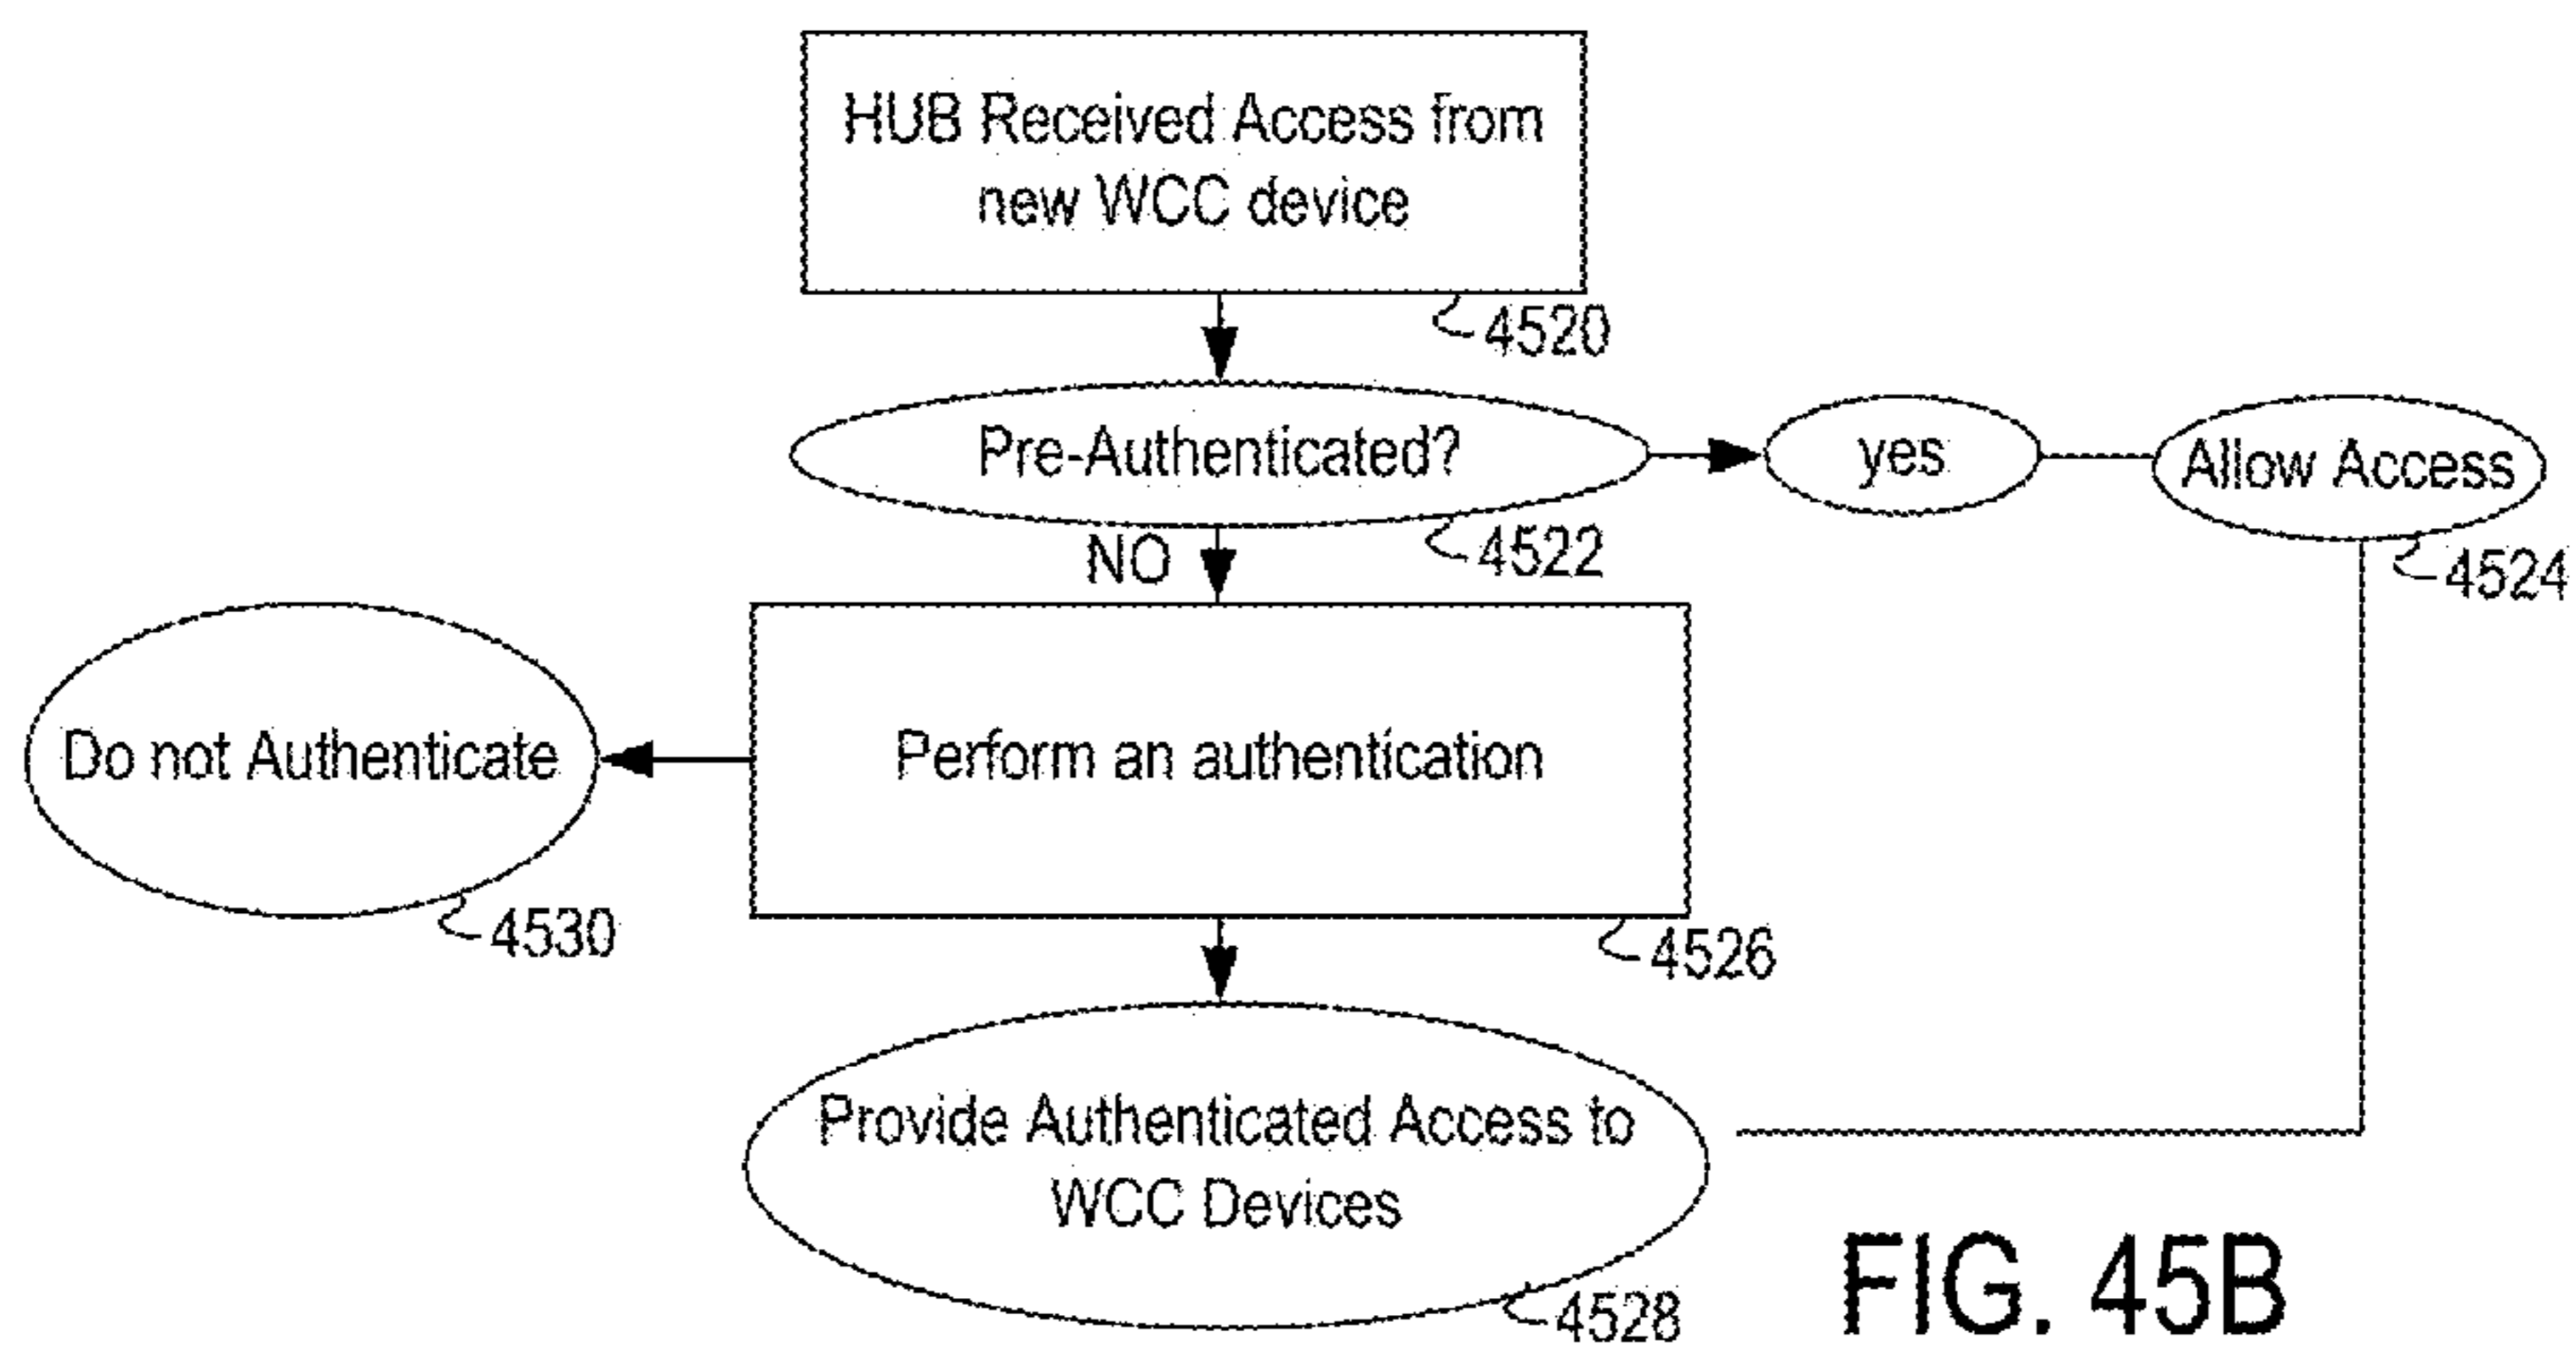 HUB Received Access from
new WCC device
4520
Pre-Authenticated?
yes
Allow Access
4522
4524
NO
Do not Authenticate
Perform an authentication
4530
4526
Provide Authenticated Access to
WCC Devices
4528
FIG. 45B